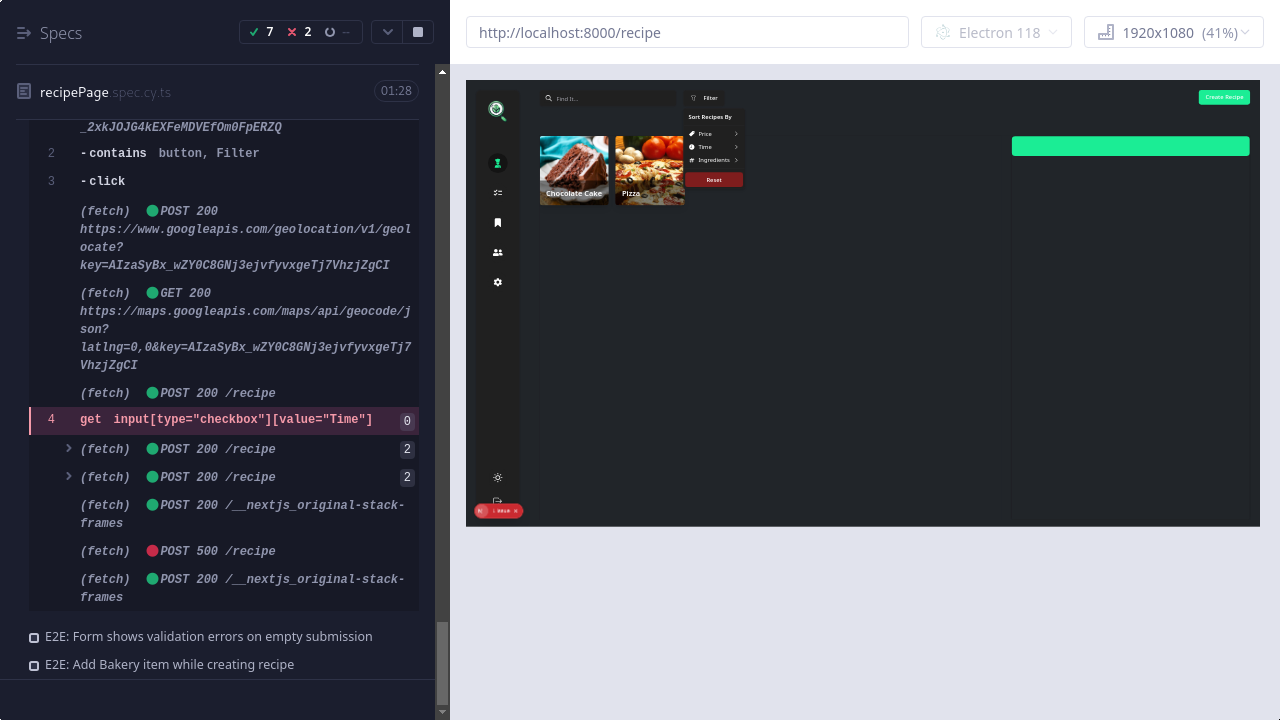 Specs
7
2
--
http://localhost:8000/recipe
Electron 118
1920x1080 (41%)
recipePage.spec.cy.ts
01:28
_2xkJOJG4kEXFeMDVEfOm0FpERZQ
2 -contains button, Filter
3 -click
(fetch) POST 200
https://www.googleapis.com/geolocation/v1/geol
ocate?
key=AIzaSyBx_wZY0C8GNj3ejvfyvxgeTj7VhzjZgCI
(fetch) GET 200
https://maps.googleapis.com/maps/api/geocode/j
son?
latlng=0,0&key=AIzaSyBx_wZY0C8GNj3ejvfyvxgeTj7
VhzjZgCI
(fetch) POST 200 /recipe
4 get input[type="checkbox"][value="Time"] 0
(fetch) POST 200 /recipe 2
(fetch) POST 200 /recipe 2
(fetch) POST 200 /__nextjs_original-stack-
frames
(fetch) POST 500 /recipe
(fetch) POST 200 /__nextjs_original-stack-
frames
E2E: Form shows validation errors on empty submission
E2E: Add Bakery item while creating recipe
Find It...
Filter
Create Recipe
Sort Recipes By
Price
Time
# Ingredients
Reset
Chocolate Cake
Pizza